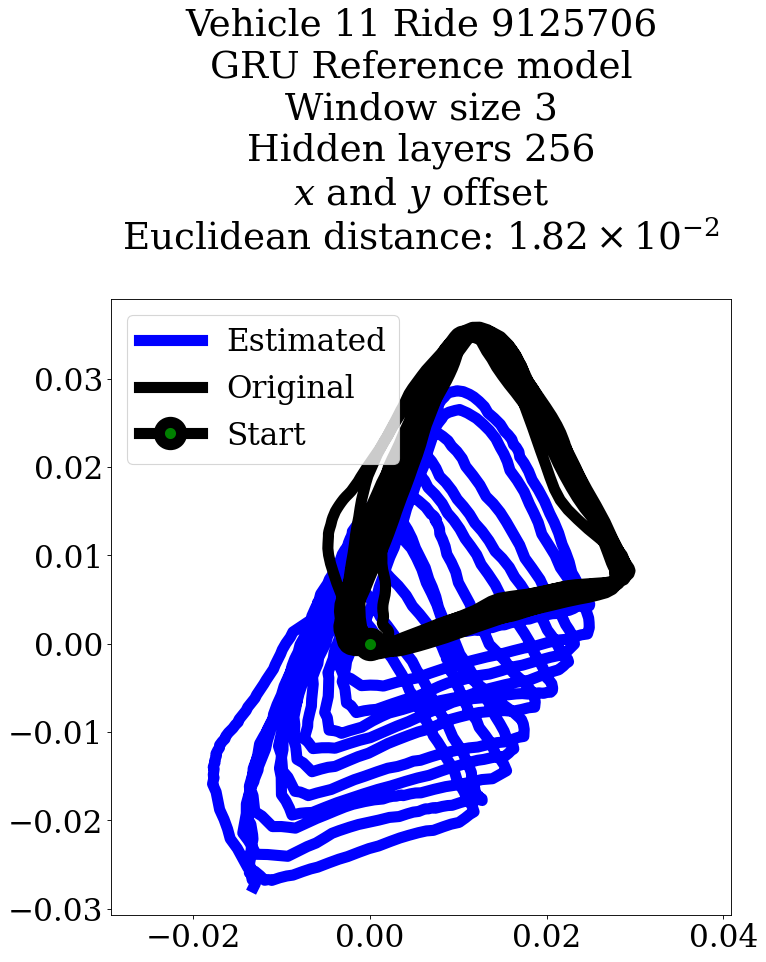 Vehicle 11 Ride 9125706
GRU Reference model
Window size 3
Hidden layers 256
x and y offset
Euclidean distance: 1.82 × 10⁻²
Estimated
Original
Start
0.03
0.02
0.01
0.00
−0.01
−0.02
−0.03
−0.02 0.00 0.02 0.04